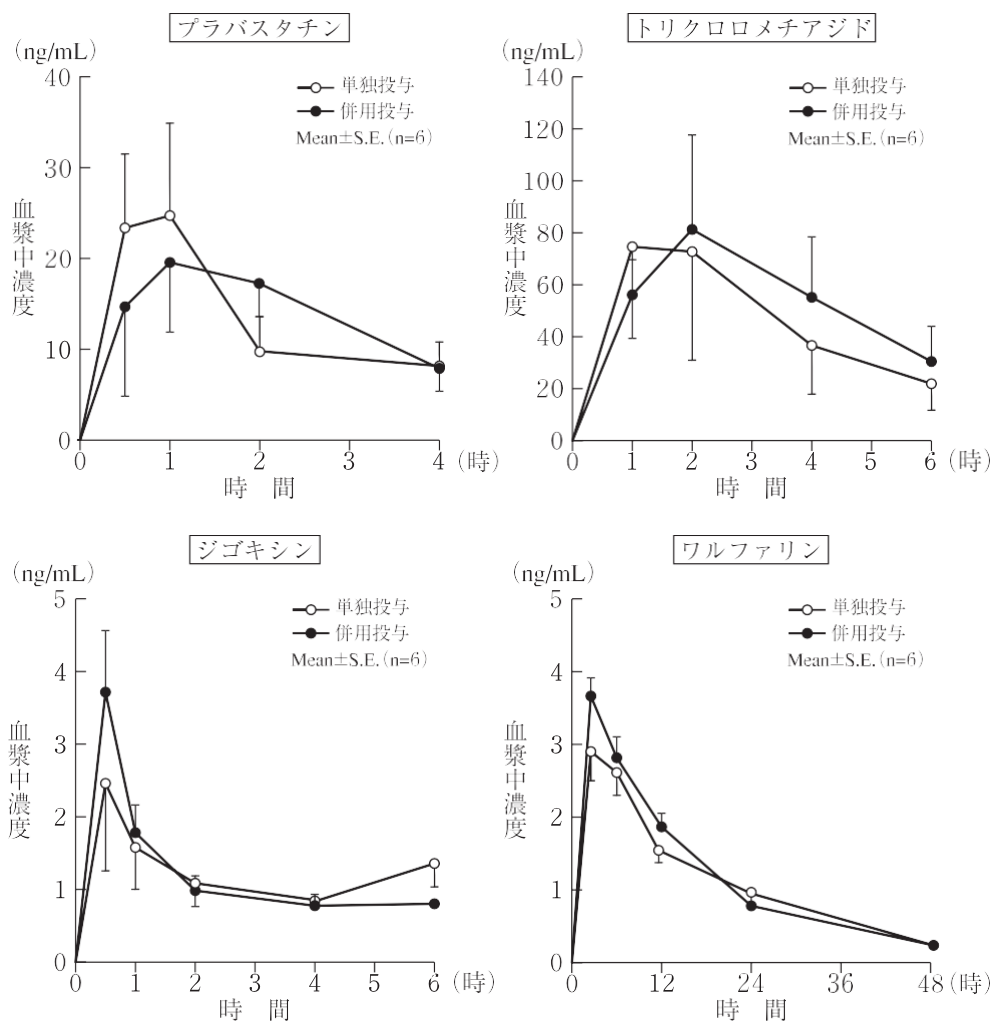 プラバスタチン
(ng/mL)
40
30
20
10
0
血漿中濃度
単独投与
併用投与
Mean±S.E.(n=6)
0 1 2 3 4 (時)
時 間
トリクロロメチアジド
(ng/mL)
140
120
100
80
60
40
20
0
血漿中濃度
単独投与
併用投与
Mean±S.E.(n=6)
0 1 2 3 4 5 6 (時)
時 間
ジゴキシン
(ng/mL)
5
4
3
2
1
0
血漿中濃度
単独投与
併用投与
Mean±S.E.(n=6)
0 1 2 3 4 5 6 (時)
時 間
ワルファリン
(ng/mL)
5
4
3
2
1
0
血漿中濃度
単独投与
併用投与
Mean±S.E.(n=6)
0 12 24 36 48 (時)
時 間